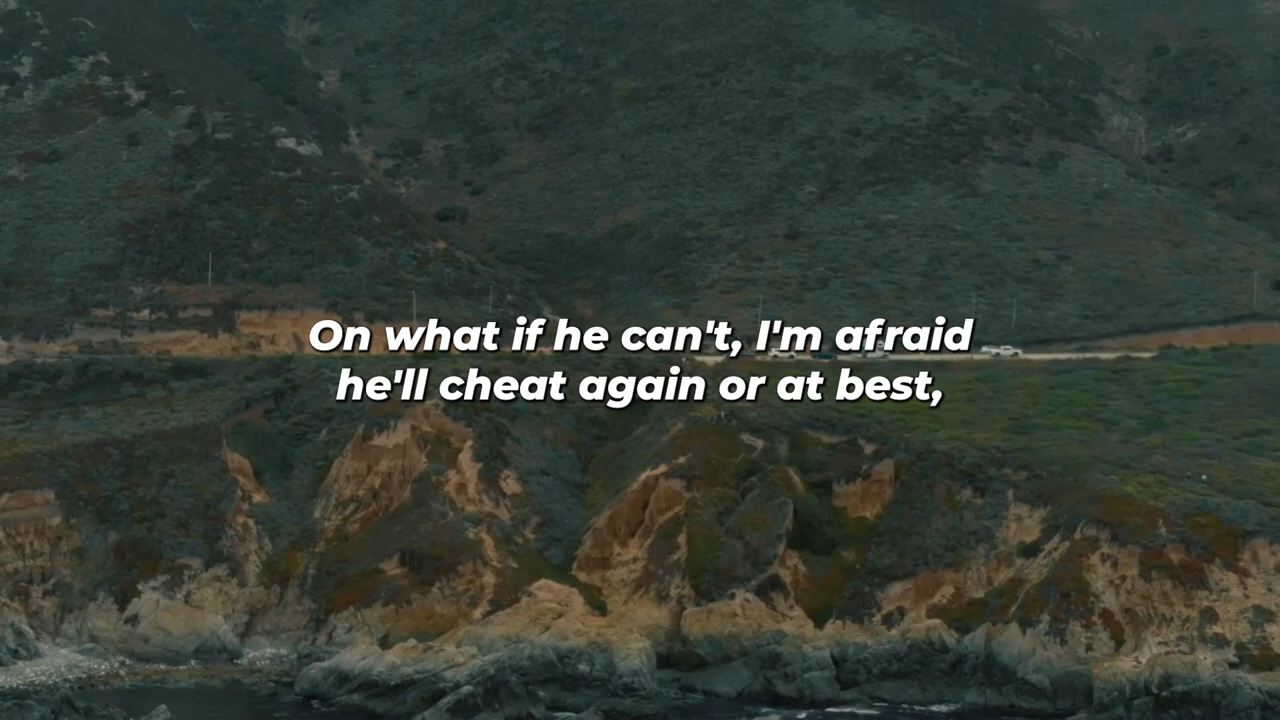 On what if he can't, I'm afraid
he'll cheat again or at best,